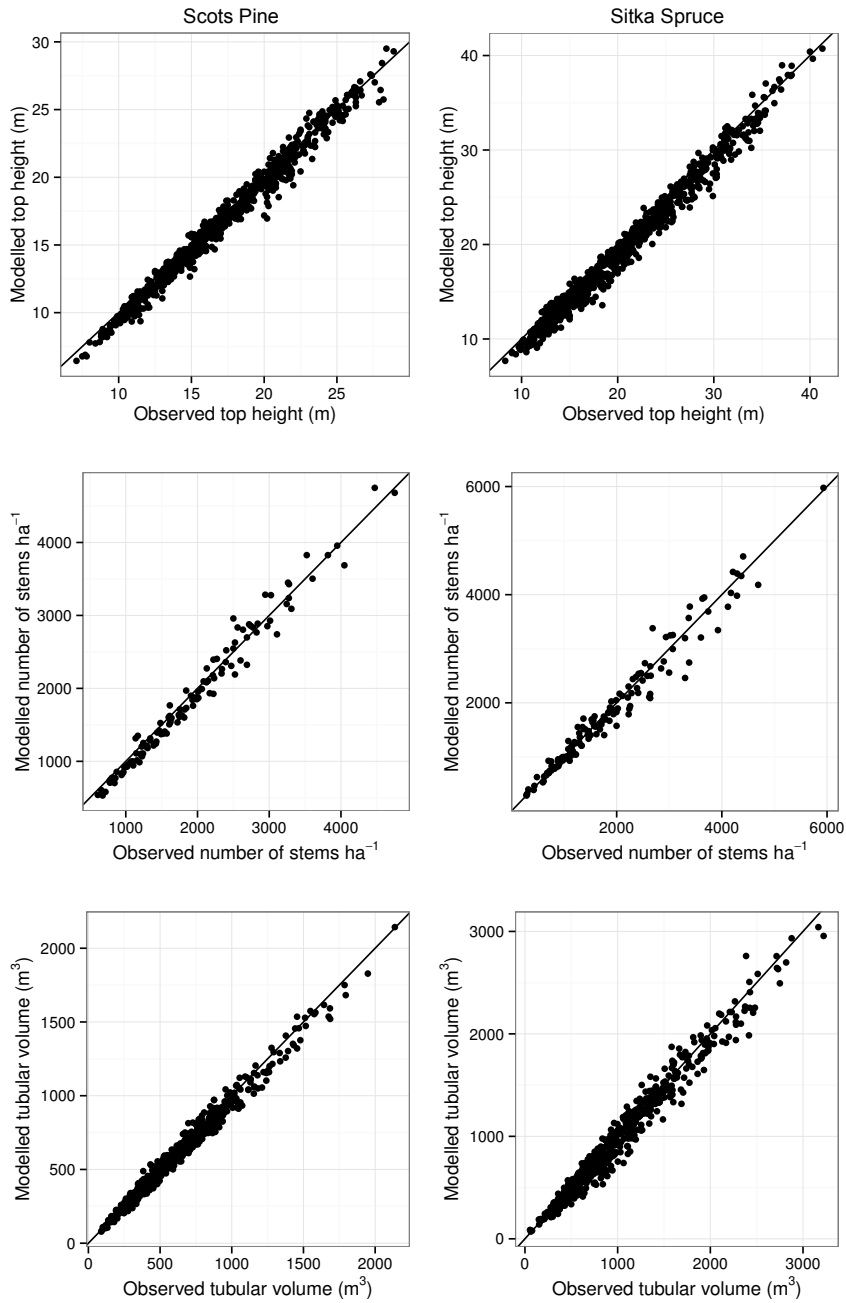 Scots Pine
Sitka Spruce
30
25
20
15
10
Modelled top height (m)
10 15 20 25
Observed top height (m)
40
30
20
10
Modelled top height (m)
10 20 30 40
Observed top height (m)
4000
3000
2000
1000
Modelled number of stems ha⁻¹
1000 2000 3000 4000
Observed number of stems ha⁻¹
6000
4000
2000
Modelled number of stems ha⁻¹
2000 4000 6000
Observed number of stems ha⁻¹
2000
1500
1000
500
0
Modelled tubular volume (m³)
0 500 1000 1500 2000
Observed tubular volume (m³)
3000
2000
1000
0
Modelled tubular volume (m³)
0 1000 2000 3000
Observed tubular volume (m³)